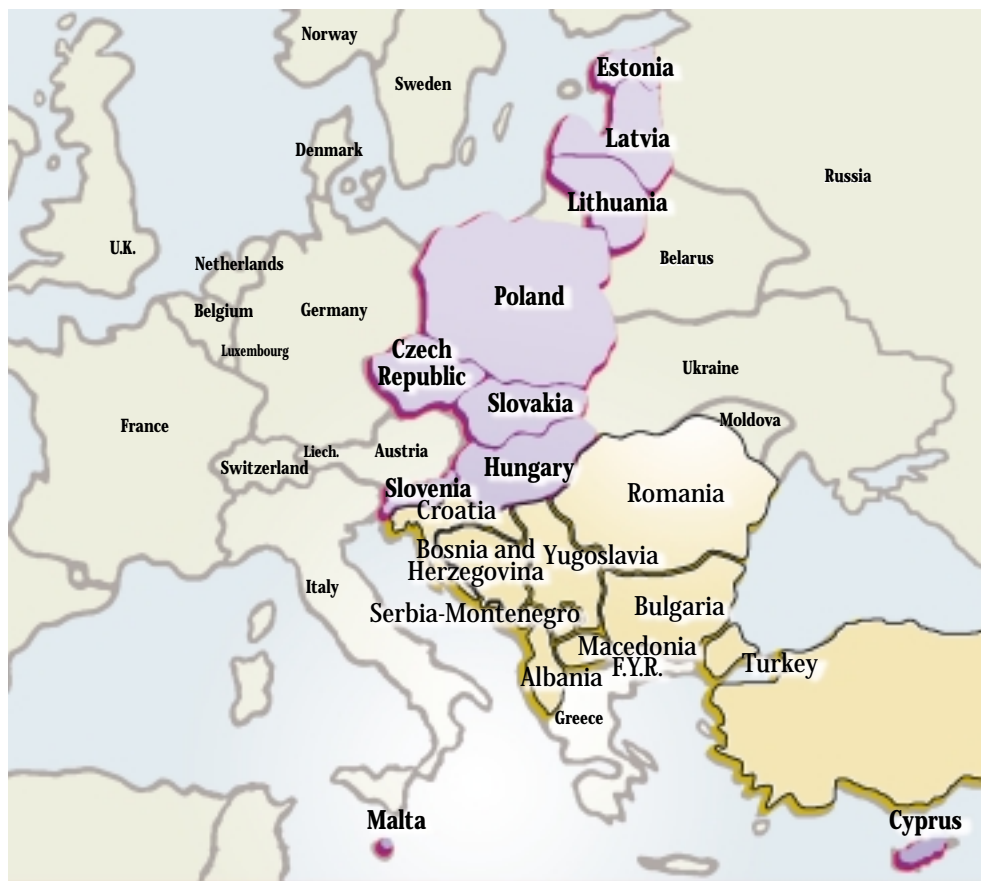 Norway
Estonia
Sweden
Latvia
Denmark
Russia
Lithuania
U.K.
Belarus
Netherlands
Poland
Belgium
Germany
Luxembourg
Czech
Republic
Ukraine
Slovakia
Moldova
France
Liech.
Austria
Switzerland
Hungary
Slovenia
Romania
Croatia
Bosnia and
Herzegovina
Yugoslavia
Italy
Bulgaria
Serbia-Montenegro
Macedonia
F.Y.R.
Turkey
Albania
Greece
Malta
Cyprus